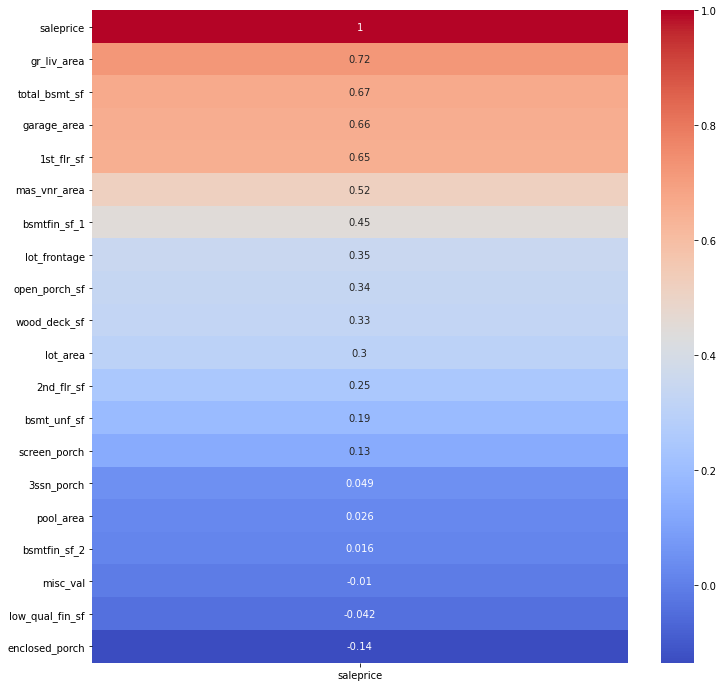 saleprice 1
gr_liv_area 0.72
total_bsmt_sf 0.67
garage_area 0.66
1st_flr_sf 0.65
mas_vnr_area 0.52
bsmtfin_sf_1 0.45
lot_frontage 0.35
open_porch_sf 0.34
wood_deck_sf 0.33
lot_area 0.3
2nd_flr_sf 0.25
bsmt_unf_sf 0.19
screen_porch 0.13
3ssn_porch 0.049
pool_area 0.026
bsmtfin_sf_2 0.016
misc_val -0.01
low_qual_fin_sf -0.042
enclosed_porch -0.14
saleprice
1.0
0.8
0.6
0.4
0.2
0.0